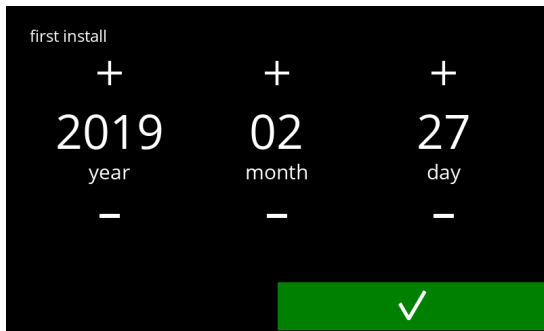 first install
+ + +
2019 02 27
year month day
- - -